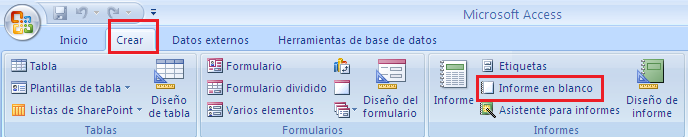 Microsoft Access
Inicio Crear Datos externos Herramientas de base de datos
Tabla
Plantillas de tabla
Listas de SharePoint
Diseño de tabla
Tablas
Formulario
Formulario dividido
Varios elementos
Diseño del formulario
Formularios
Informe
Etiquetas
Informe en blanco
Asistente para informes
Diseño de informe
Informes